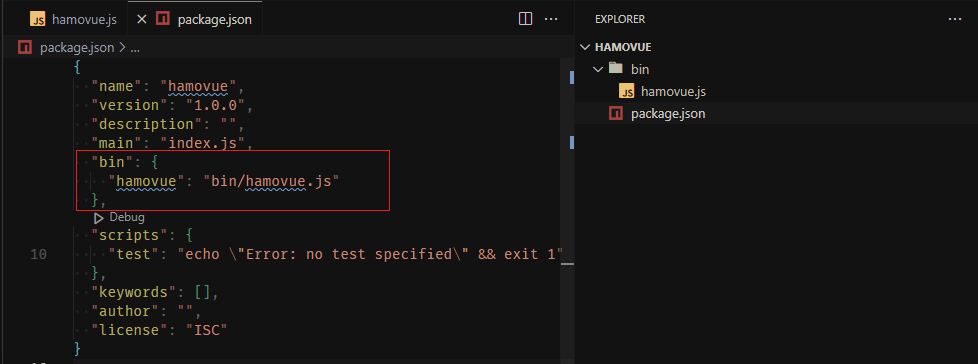 JS hamovue.js
package.json
package.json > ...
{
"name": "hamovue",
"version": "1.0.0",
"description": "",
"main": "index.js",
"bin": {
"hamovue": "bin/hamovue.js"
},
Debug
"scripts": {
10 "test": "echo \"Error: no test specified\" && exit 1"
},
"keywords": [],
"author": "",
"license": "ISC"
}
EXPLORER
HAMOVUE
bin
JS hamovue.js
package.json